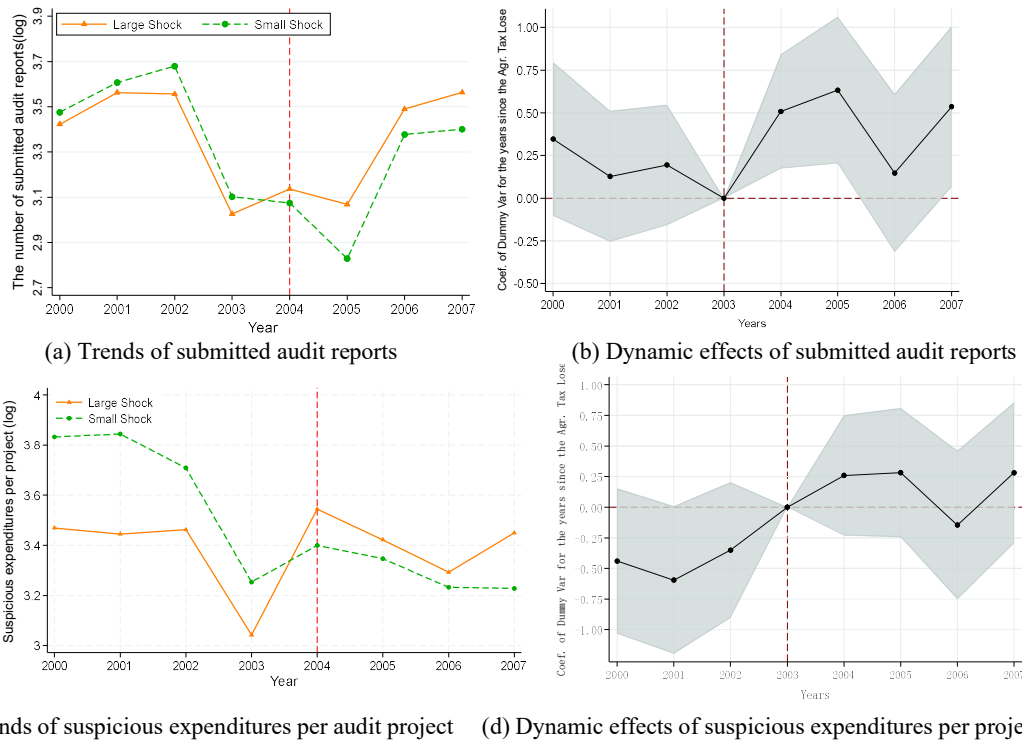 The number of submitted audit reports(log)
3.9
3.7
3.5
3.3
3.1
2.9
2.7
Large Shock
Small Shock
2000 2001 2002 2003 2004 2005 2006 2007
Year
(a) Trends of submitted audit reports
Coef. of Dummy Var for the years since the Agr. Tax Lose
1.00
0.75
0.50
0.25
0.00
-0.25
-0.50
2000 2001 2002 2003 2004 2005 2006 2007
Years
(b) Dynamic effects of submitted audit reports
Suspicious expenditures per project (log)
4
3.8
3.6
3.4
3.2
3
Large Shock
Small Shock
2000 2001 2002 2003 2004 2005 2006 2007
Year
nds of suspicious expenditures per audit project
Coef. of Dummy Var for the years since the Agr. Tax Lose
1.00
0.75
0.50
0.25
0.00
-0.25
-0.50
-0.75
1.00
2000 2001 2002 2003 2004 2005 2006 2007
Years
(d) Dynamic effects of suspicious expenditures per proje